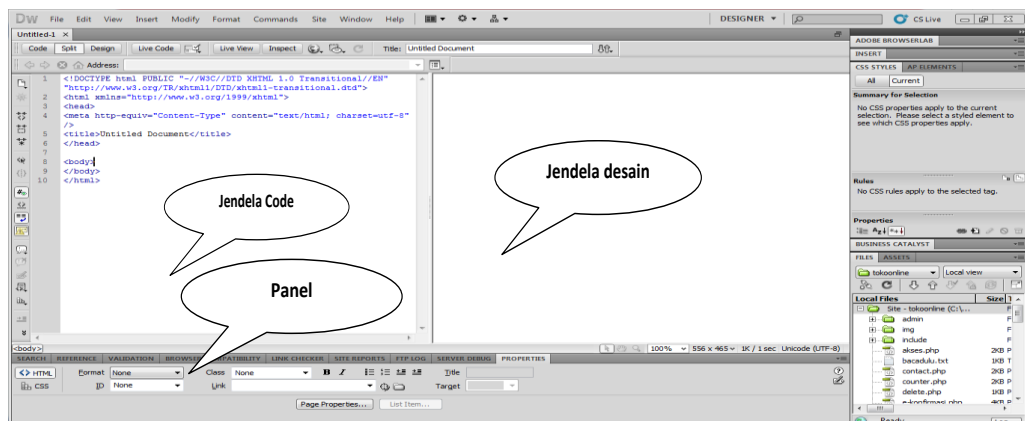 DW File Edit View Insert Modify Format Commands Site Window Help DESIGNER CS Live
Untitled-1
Code Split Design Live Code Live View Inspect Title: Untitled Document
Address:
1 <!DOCTYPE html PUBLIC "-//W3C//DTD XHTML 1.0 Transitional//EN"
"http://www.w3.org/TR/xhtml1/DTD/xhtml1-transitional.dtd">
2 <html xmlns="http://www.w3.org/1999/xhtml">
3 <head>
4 <meta http-equiv="Content-Type" content="text/html; charset=utf-8"
/>
5 <title>Untitled Document</title>
6 </head>
7
8 <body>
9 </body>
10 </html>
Jendela Code
Jendela desain
Panel
<body>
100% 556 x 465 1K / 1 sec Unicode (UTF-8)
SEARCH REFERENCE VALIDATION LINK CHECKER SITE REPORTS FTP LOG SERVER DEBUG PROPERTIES
<> HTML Format None Class None B I Title
CSS ID None Link Target
Page Properties... List Item...
ADOBE BROWSERLAB
INSERT
CSS STYLES AP ELEMENTS
All Current
Summary for Selection
No CSS properties apply to the current
selection. Please select a styled element to
see which CSS properties apply.
Rules
No CSS rules apply to the selected tag.
Properties
BUSINESS CATALYST
FILES ASSETS
tokoonline Local view
Local Files Size
Site - tokoonline (C:\...
admin
img
include
akses.php 2KB P
bacadulu.txt 1KB T
contact.php 2KB P
counter.php 2KB P
delete.php 1KB P
e-konfirmasi.php 4KB P
Ready